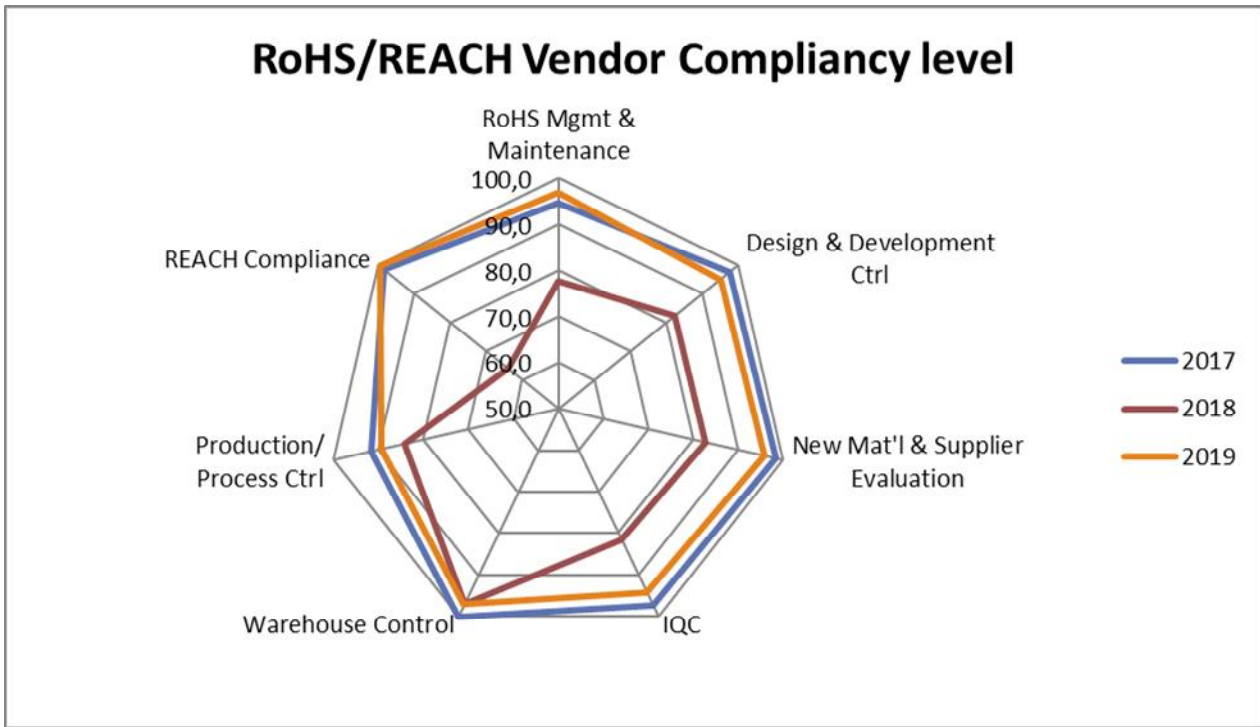 RoHS/REACH Vendor Compliancy level
RoHS Mgmt &
Maintenance
100,0
90,0
80,0
70,0
60,0
50,0
Design & Development
Ctrl
New Mat'l & Supplier
Evaluation
IQC
Warehouse Control
Production/
Process Ctrl
REACH Compliance
2017
2018
2019